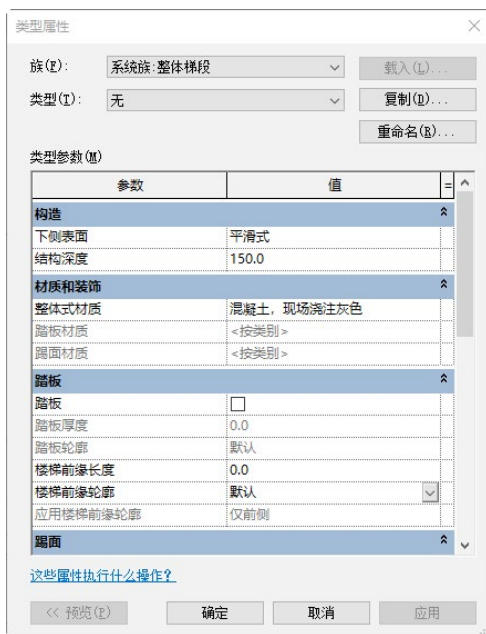 类型属性
族(F): 系统族:整体梯段 载入(L)...
类型(T): 无 复制(D)...
重命名(R)...
类型参数(M)
参数 值 =
构造
下侧表面 平滑式
结构深度 150.0
材质和装饰
整体式材质 混凝土，现场浇注灰色
踏板材质 <按类别>
踢面材质 <按类别>
踏板
踏板
踏板厚度 0.0
踏板轮廓 默认
楼梯前缘长度 0.0
楼梯前缘轮廓 默认
应用楼梯前缘轮廓 仅前侧
踢面
这些属性执行什么操作?
<< 预览(P) 确定 取消 应用